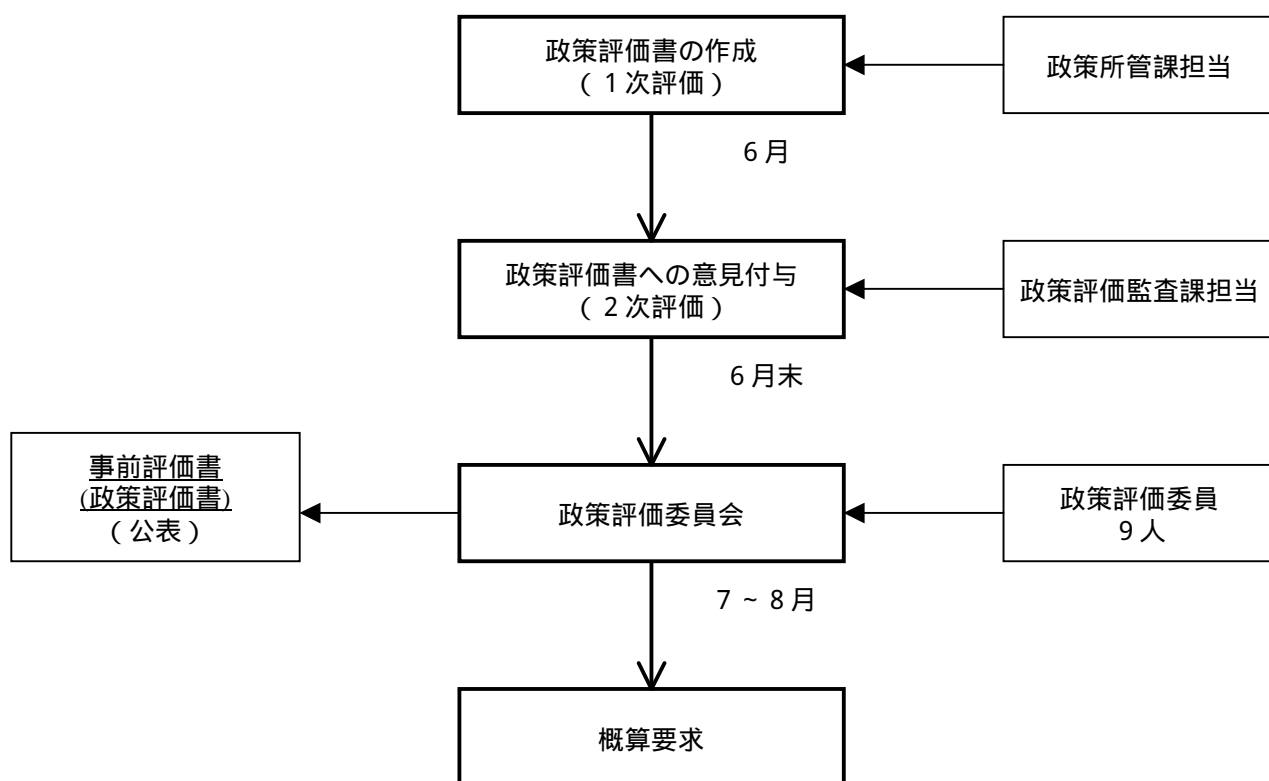 政策評価書の作成
(１次評価)
政策所管課担当
6月
政策評価書への意見付与
(２次評価)
政策評価監査課担当
6月末
事前評価書
(政策評価書)
(公表)
政策評価委員会
政策評価委員
9人
7～8月
概算要求